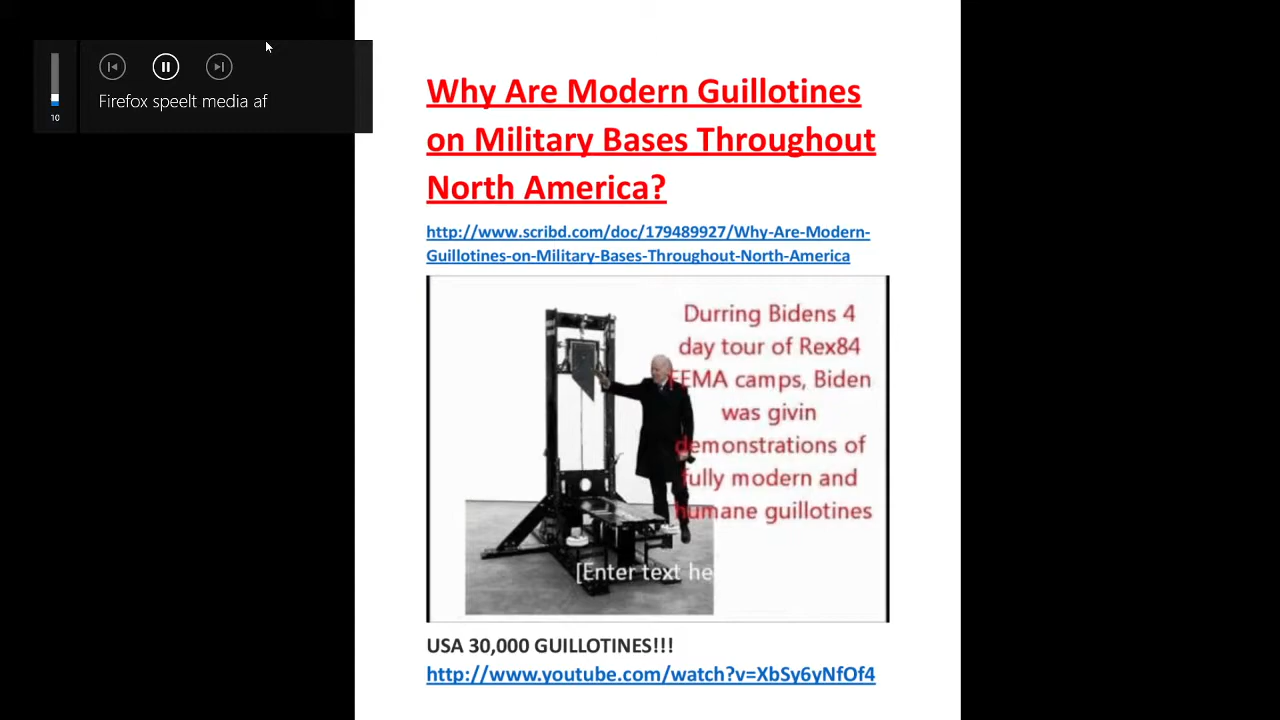 10
Firefox speelt media af
Why Are Modern Guillotines
on Military Bases Throughout
North America?
http://www.scribd.com/doc/179489927/Why-Are-Modern-
Guillotines-on-Military-Bases-Throughout-North-America
Durring Bidens 4
day tour of Rex84
FEMA camps, Biden
was givin
demonstrations of
fully modern and
humane guillotines
[Enter text he
USA 30,000 GUILLOTINES!!!
http://www.youtube.com/watch?v=XbSy6yNfOf4